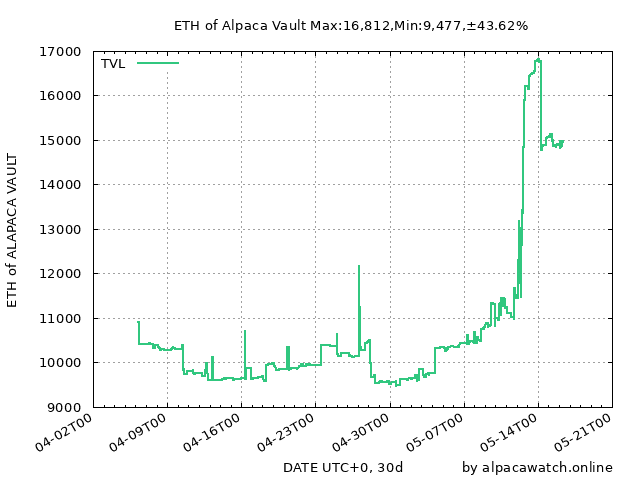 ETH of Alpaca Vault Max:16,812,Min:9,477,±43.62%
TVL
17000
16000
15000
14000
13000
12000
11000
10000
9000
ETH of ALAPACA VAULT
04-02T00
04-09T00
04-16T00
04-23T00
04-30T00
05-07T00
05-14T00
05-21T00
DATE UTC+0, 30d
by alpacawatch.online